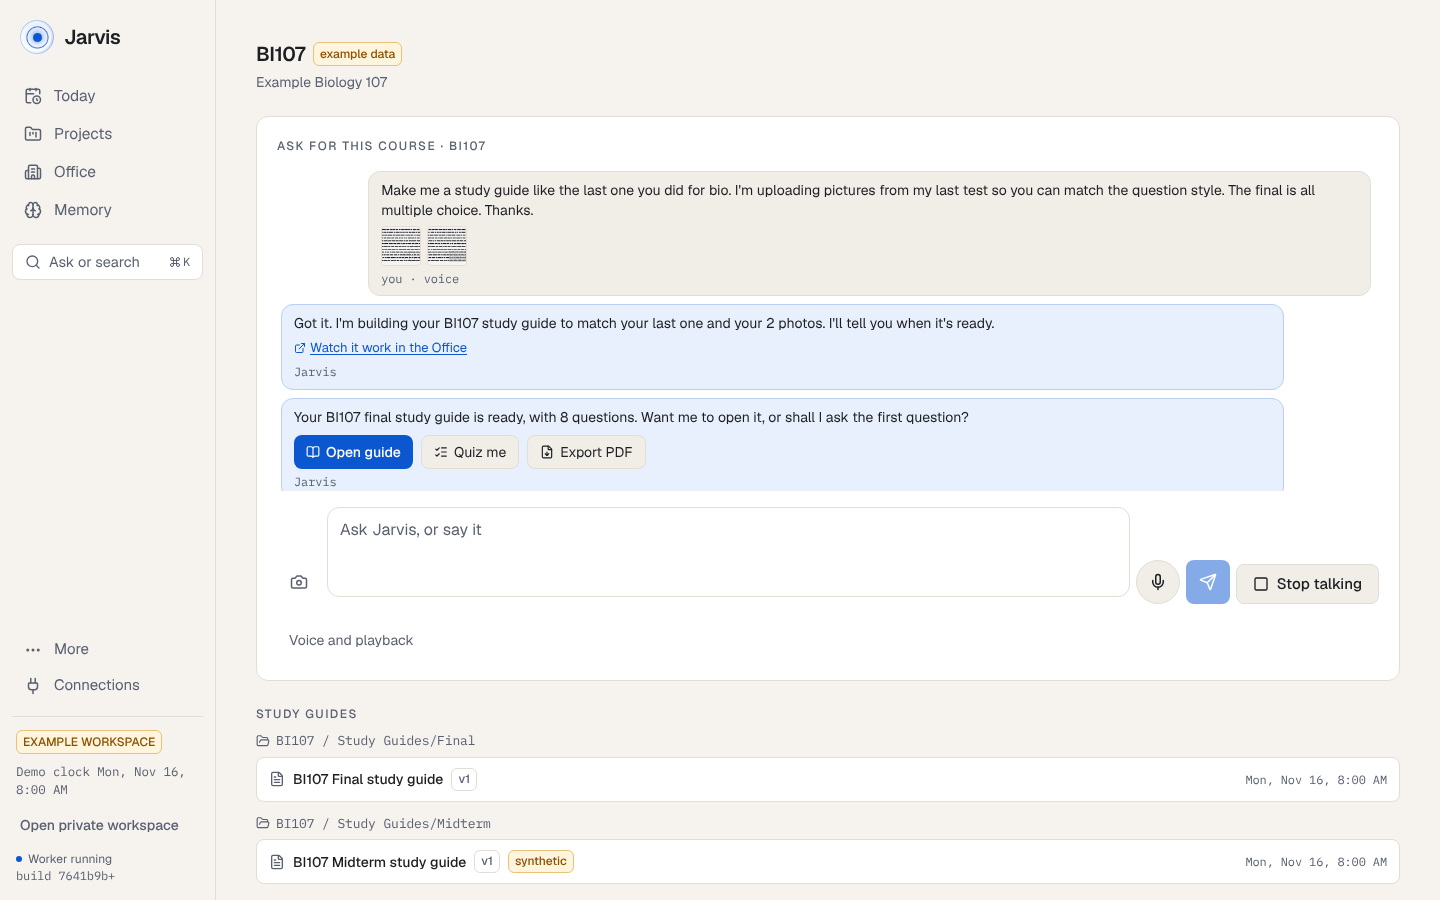 Jarvis
Today
Projects
Office
Memory
Ask or search ⌘K
More
Connections
EXAMPLE WORKSPACE
Demo clock Mon, Nov 16,
8:00 AM
Open private workspace
Worker running
build 7641b9b+
BI107 example data
Example Biology 107
ASK FOR THIS COURSE · BI107
Make me a study guide like the last one you did for bio. I'm uploading pictures from my last test so you can match the question style. The final is all
multiple choice. Thanks.
you · voice
Got it. I'm building your BI107 study guide to match your last one and your 2 photos. I'll tell you when it's ready.
Watch it work in the Office
Jarvis
Your BI107 final study guide is ready, with 8 questions. Want me to open it, or shall I ask the first question?
Open guide Quiz me Export PDF
Jarvis
Ask Jarvis, or say it
Stop talking
Voice and playback
STUDY GUIDES
BI107 / Study Guides/Final
BI107 Final study guide v1 Mon, Nov 16, 8:00 AM
BI107 / Study Guides/Midterm
BI107 Midterm study guide v1 synthetic Mon, Nov 16, 8:00 AM